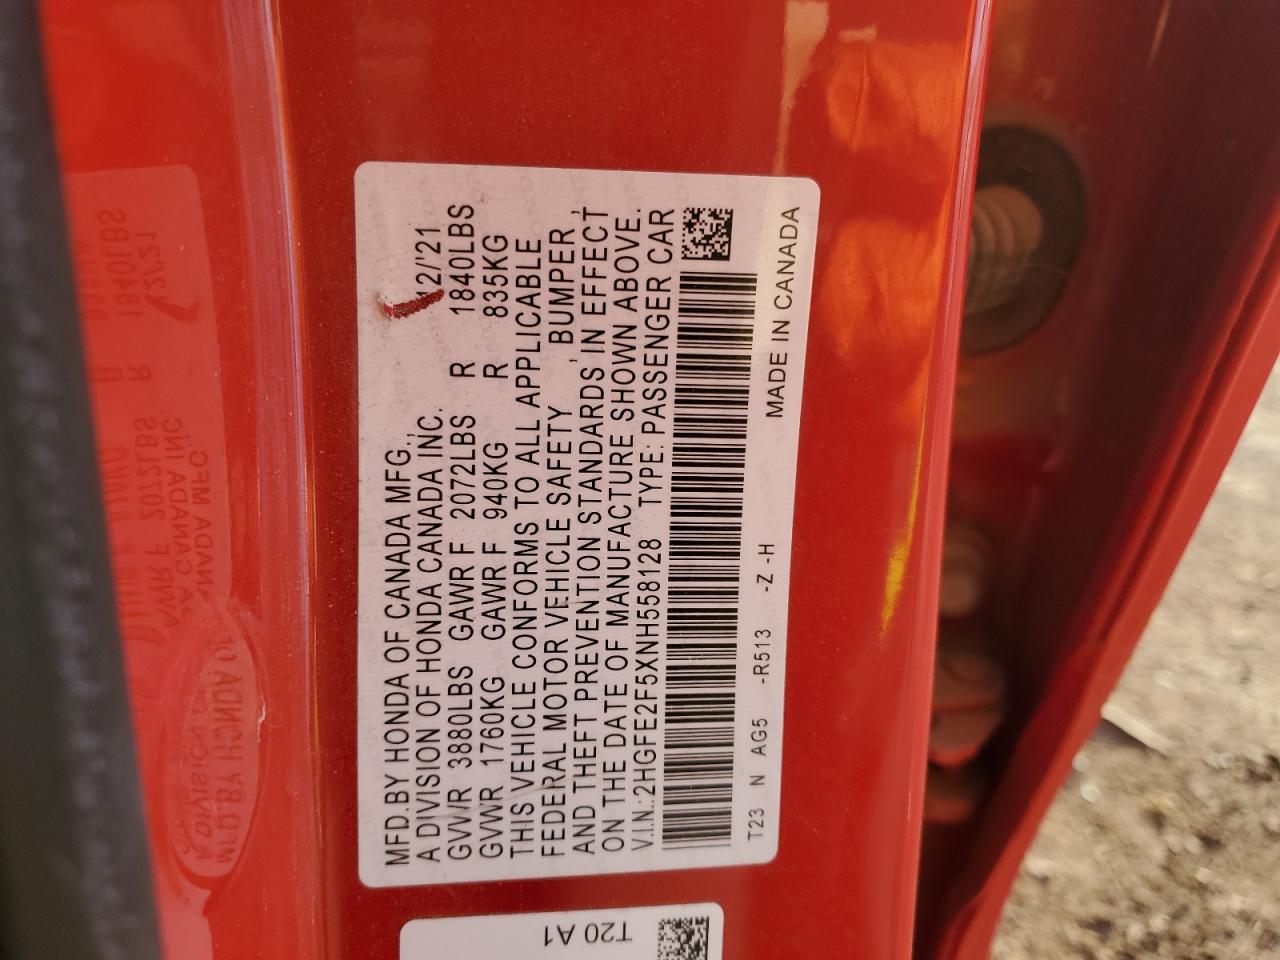 MFD.BY HONDA OF CANADA MFG.,
A DIVISION OF HONDA CANADA INC. 12/'21
GVWR 3880LBS GAWR F 2072LBS R 1840LBS
GVWR 1760KG GAWR F 940KG R 835KG
THIS VEHICLE CONFORMS TO ALL APPLICABLE
FEDERAL MOTOR VEHICLE SAFETY , BUMPER,
AND THEFT PREVENTION STANDARDS IN EFFECT
ON THE DATE OF MANUFACTURE SHOWN ABOVE.
V.I.N.:2HGFE2F5XNH558128 TYPE: PASSENGER CAR
T23 N AG5 -R513 -Z -H MADE IN CANADA
T20 A1